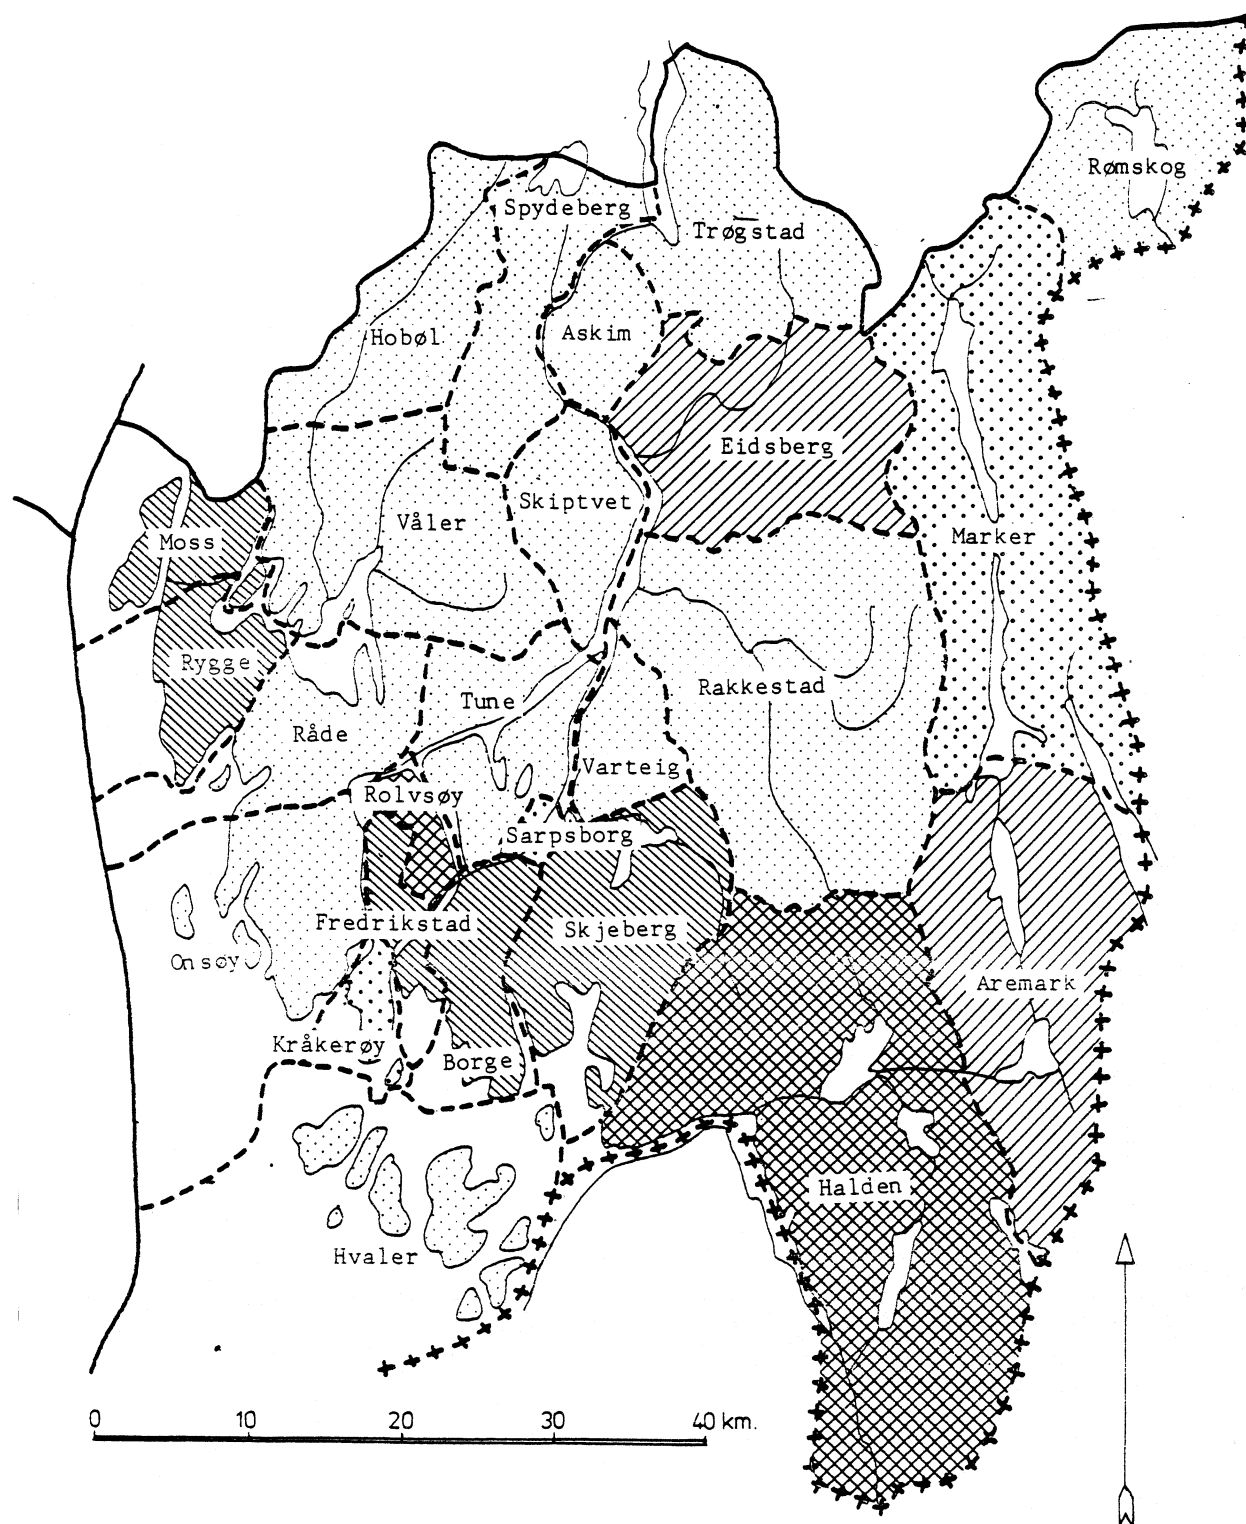 Rømskog
Spydeberg
Trøgstad
Hobøl
Askim
Eidsberg
Skiptvet
Våler
Marker
Moss
Rygge
Tune
Rakkestad
Råde
Varteig
Rolvsøy
Sarpsborg
Fredrikstad
Skjeberg
Onsøy
Aremark
Kråkerøy
Borge
Halden
Hvaler
0 10 20 30 40 km.